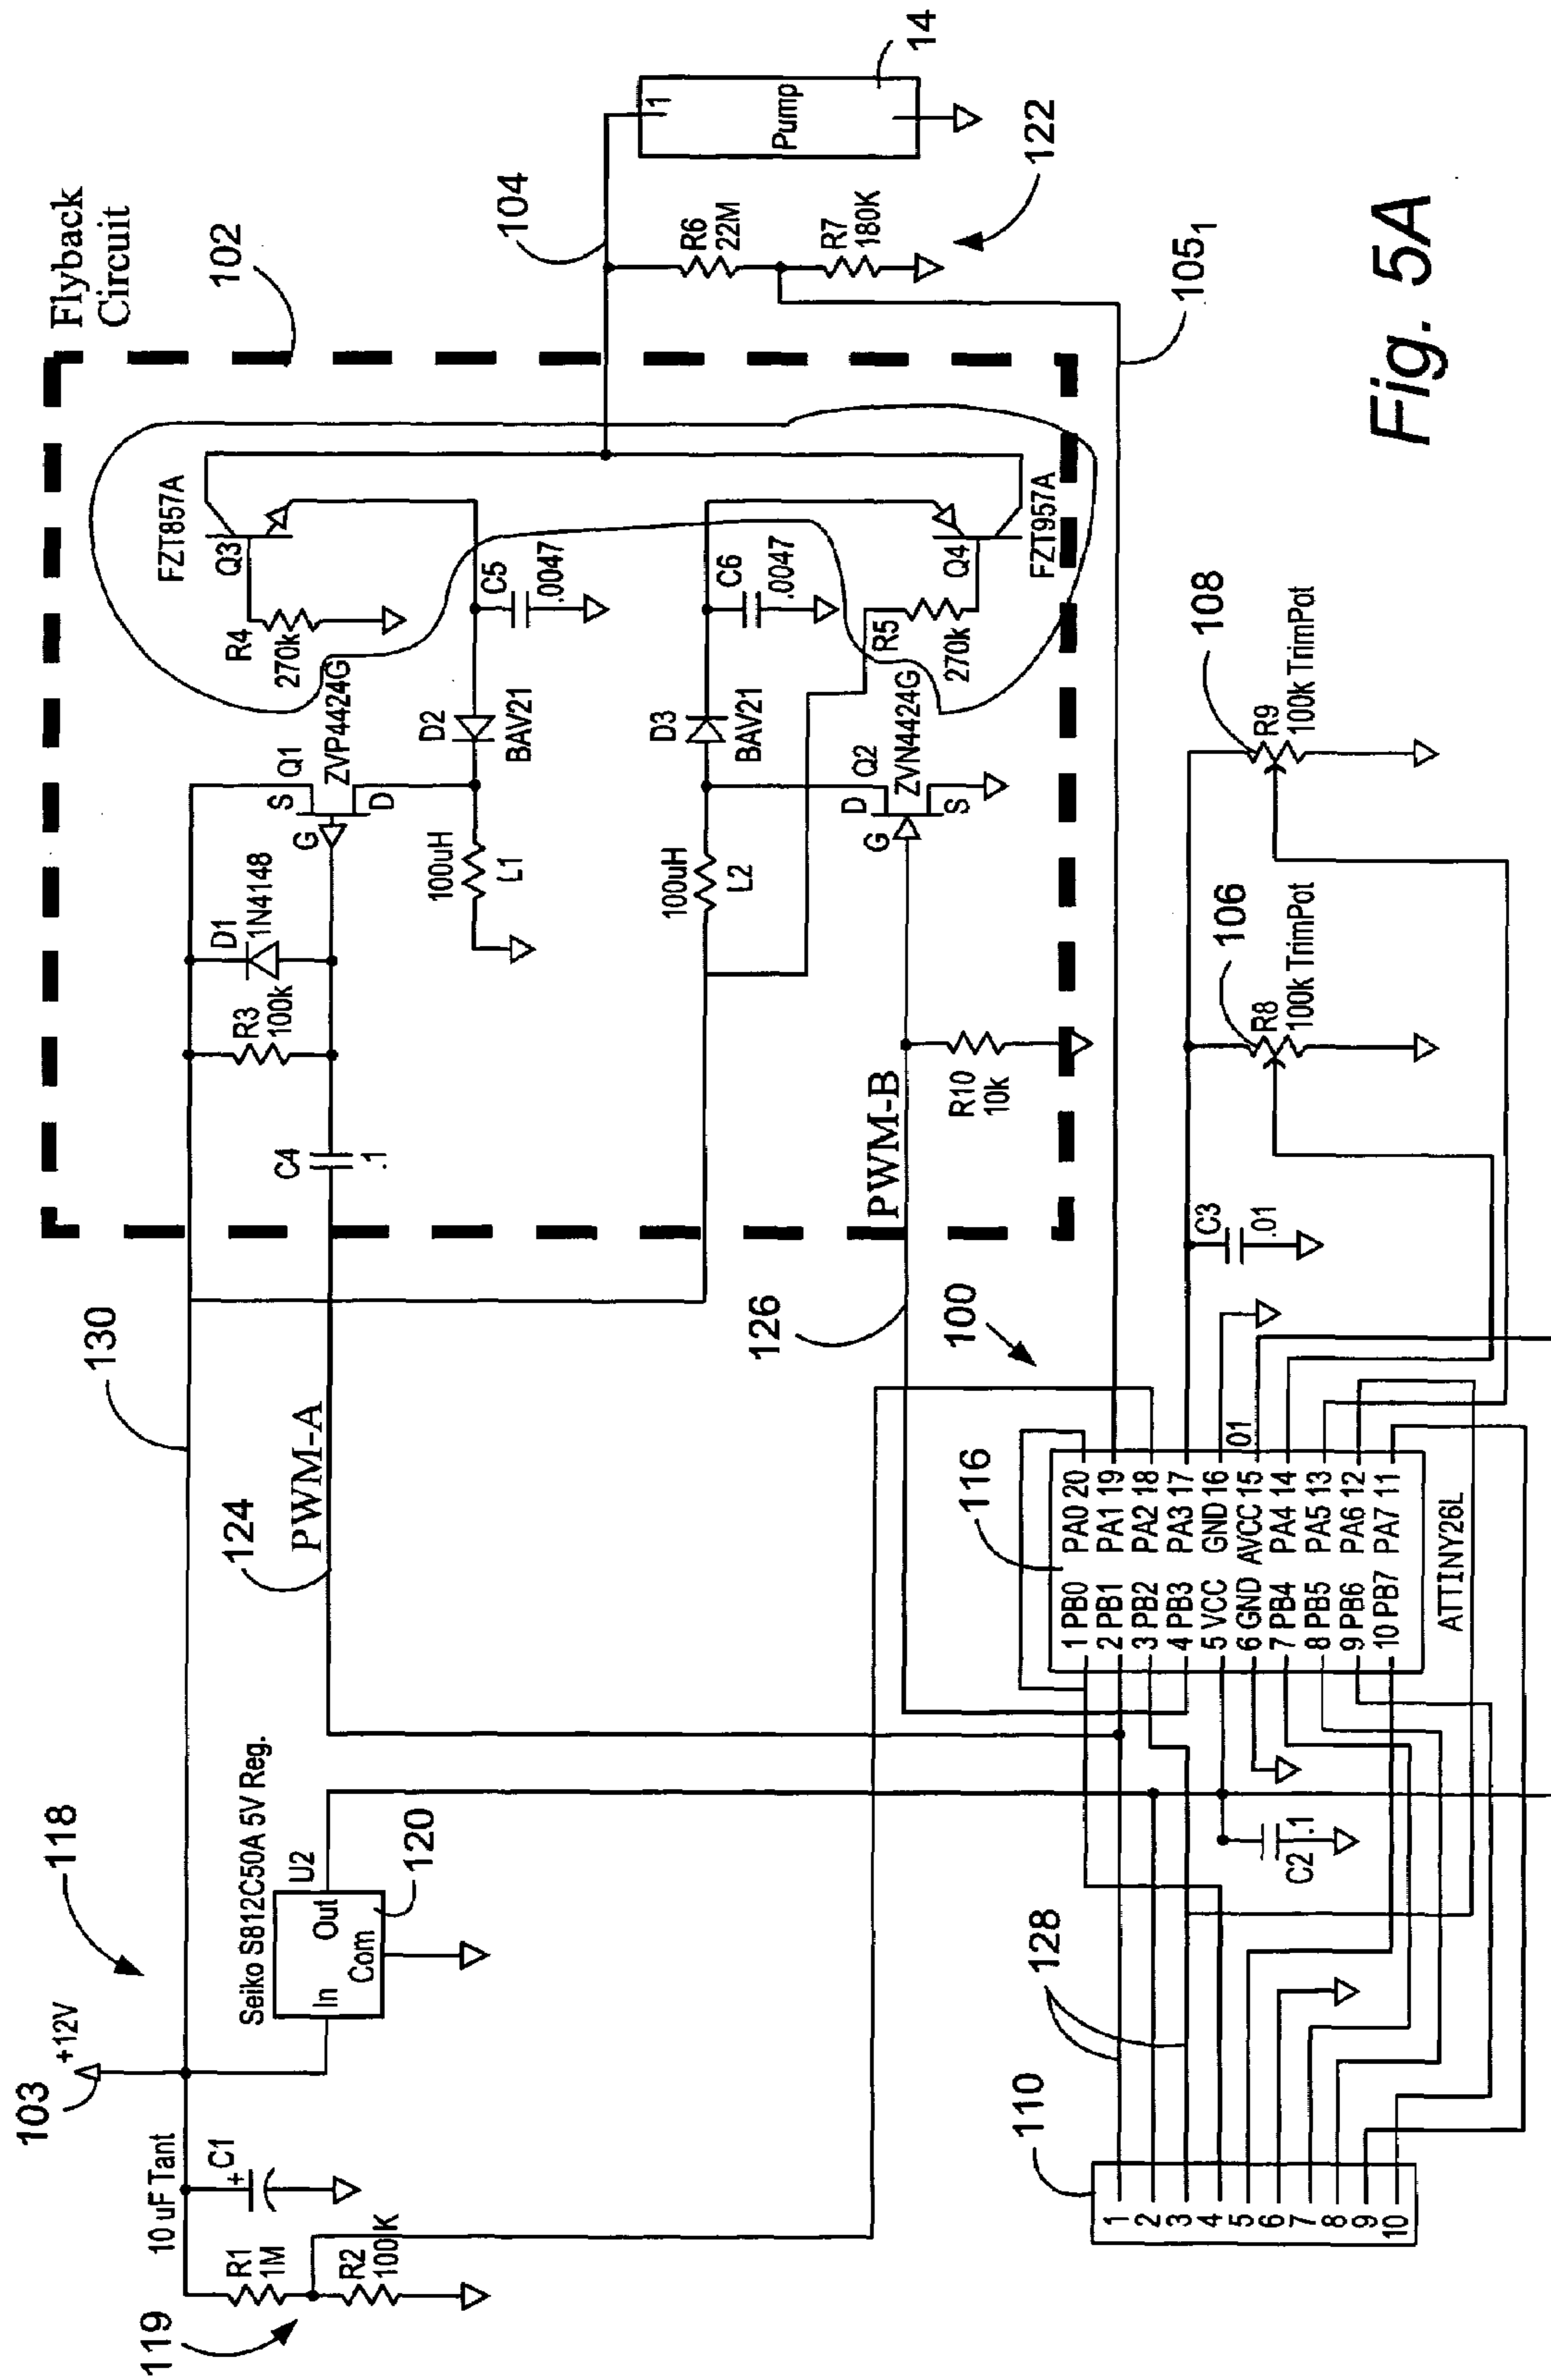 Flyback
Circuit
102
104
14
1
Pump
122
R6
22M
R7
180K
105₁
Fig. 5A
FZT857A
Q3
R4
270k
C5
.0047
D2
BAV21
Q1
ZVP4424G
S
G
D
D1
1N4148
R3
100k
C4
.1
100uH
L1
FZT957A
Q4
R5
270k
C6
.0047
D3
BAV21
Q2
ZVN4424G
D
G
S
100uH
L2
PWM-B
R10
10k
108
R9
100k TrimPot
106
R8
100k TrimPot
C3
.01
130
PWM-A
124
126
100
116
01
1 PB0 PA0 20
2 PB1 PA1 19
3 PB2 PA2 18
4 PB3 PA3 17
5 VCC GND 16
6 GND AVCC 15
7 PB4 PA4 14
8 PB5 PA5 13
9 PB6 PA6 12
10 PB7 PA7 11
ATTINY26L
118
Seiko S812C50A 5V Reg.
U2
In
Out
Com
120
103
+12V
10 uF Tant
+
C1
R1
1M
R2
100K
119
C2
.1
128
110
1
2
3
4
5
6
7
8
9
10